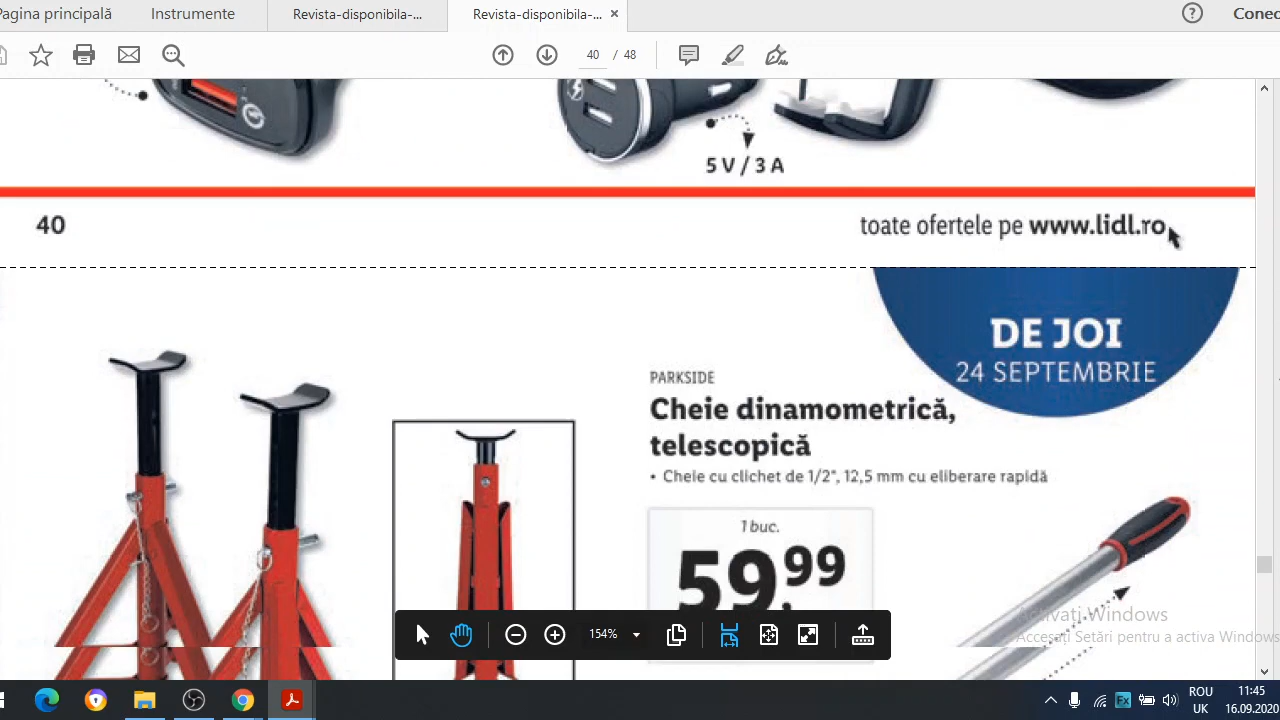 Pagina principală Instrumente Revista-disponibila-... Revista-disponibila-... ×
? Conec
40 / 48
5 V / 3 A
40 toate ofertele pe www.lidl.ro
DE JOI
24 SEPTEMBRIE
PARKSIDE
Cheie dinamometrică,
telescopică
• Cheie cu clichet de 1/2", 12,5 mm cu eliberare rapidă
1 buc.
59.99
Activați Windows
Accesați Setări pentru a activa Windows
154%
Fx ROU 11:45
UK 16.09.2020